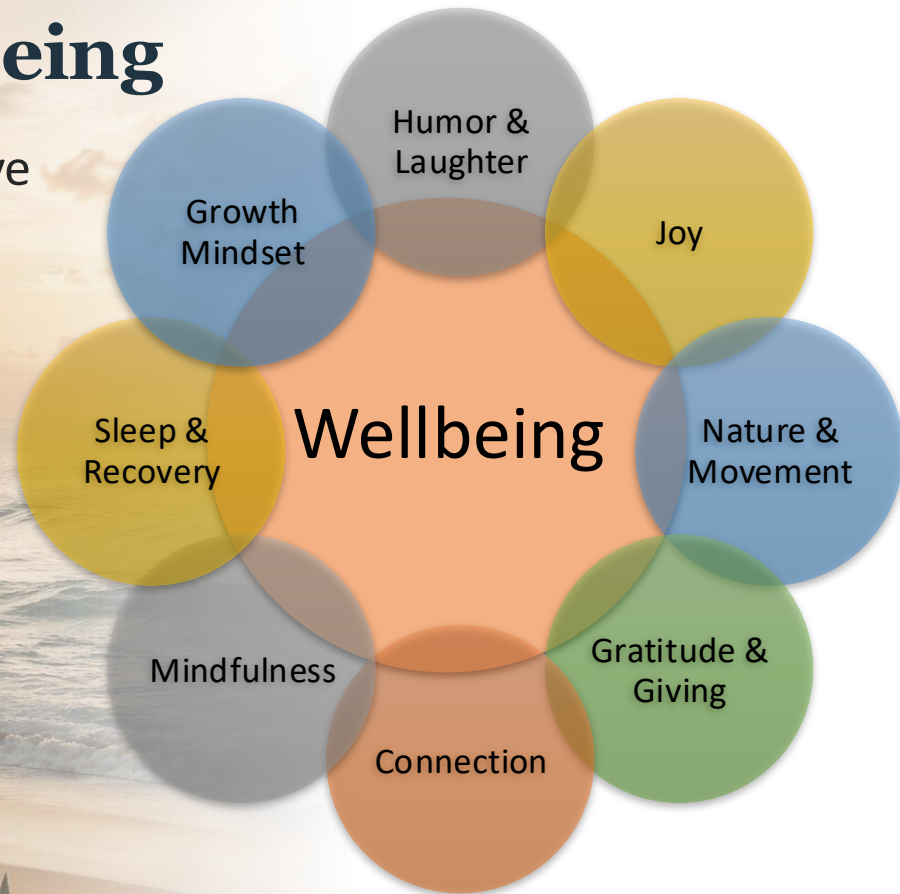 eing
ve
Humor &
Laughter
Joy
Nature &
Movement
Gratitude &
Giving
Connection
Mindfulness
Sleep &
Recovery
Growth
Mindset
Wellbeing